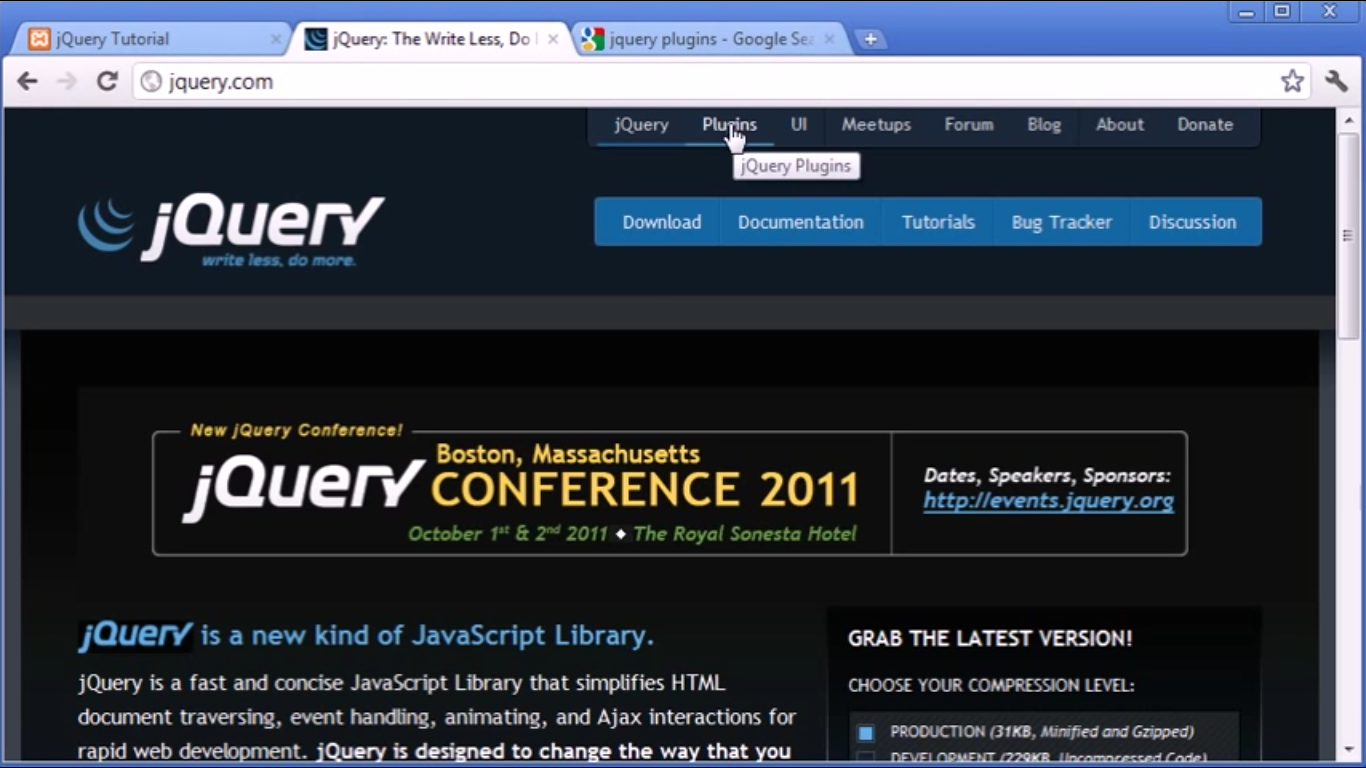 jQuery Tutorial
jQuery: The Write Less, Do
jquery plugins - Google Sea
jquery.com
jQuery Plugins UI Meetups Forum Blog About Donate
jQuery Plugins
jQuery
write less, do more.
Download Documentation Tutorials Bug Tracker Discussion
New jQuery Conference!
jQuery
Boston, Massachusetts
CONFERENCE 2011
October 1st & 2nd 2011 ◆ The Royal Sonesta Hotel
Dates, Speakers, Sponsors:
http://events.jquery.org
jQuery is a new kind of JavaScript Library.
jQuery is a fast and concise JavaScript Library that simplifies HTML
document traversing, event handling, animating, and Ajax interactions for
rapid web development. jQuery is designed to change the way that you
GRAB THE LATEST VERSION!
CHOOSE YOUR COMPRESSION LEVEL:
PRODUCTION (31KB, Minified and Gzipped)
DEVELOPMENT (229KB, Uncompressed Code)